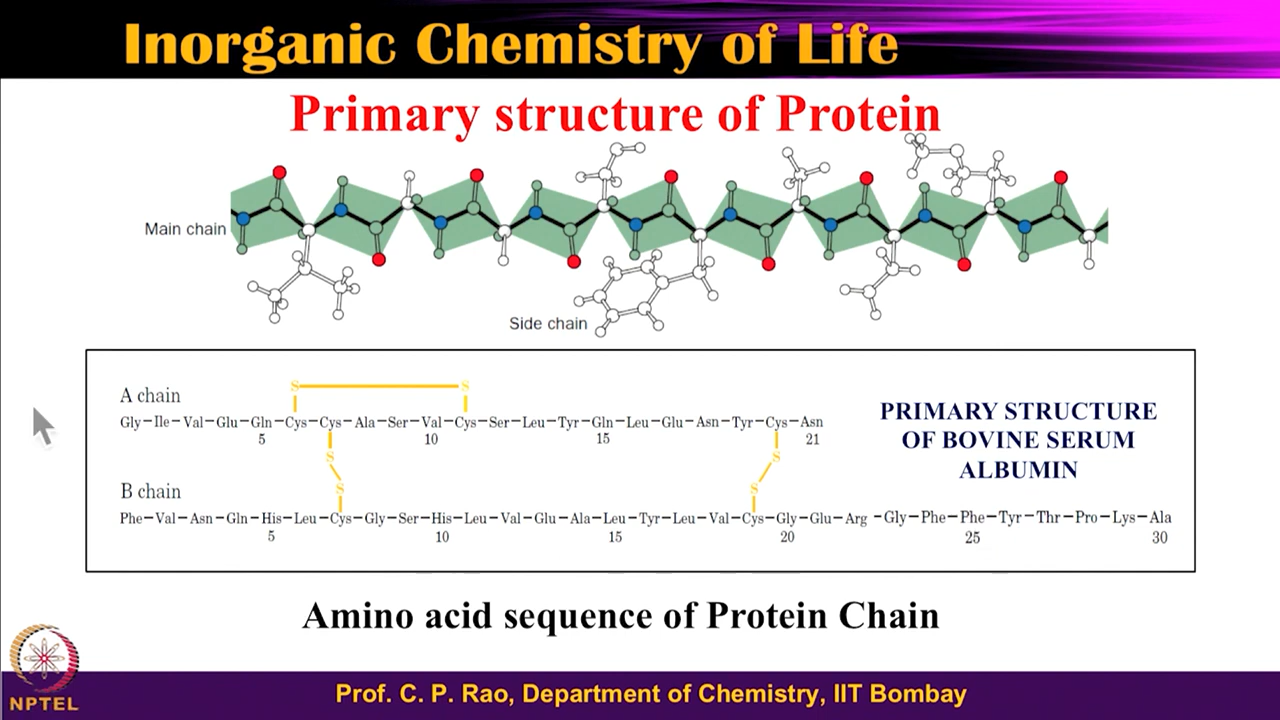 Inorganic Chemistry of Life
Primary structure of Protein
Main chain
Side chain
A chain
S S
Gly-Ile-Val-Glu-Gln-Cys-Cys-Ala-Ser-Val-Cys-Ser-Leu-Tyr-Gln-Leu-Glu-Asn-Tyr-Cys-Asn
5 10 15 21
S S
S S
B chain
Phe-Val-Asn-Gln-His-Leu-Cys-Gly-Ser-His-Leu-Val-Glu-Ala-Leu-Tyr-Leu-Val-Cys-Gly-Glu-Arg-Gly-Phe-Phe-Tyr-Thr-Pro-Lys-Ala
5 10 15 20 25 30
PRIMARY STRUCTURE
OF BOVINE SERUM
ALBUMIN
Amino acid sequence of Protein Chain
NPTEL
Prof. C. P. Rao, Department of Chemistry, IIT Bombay